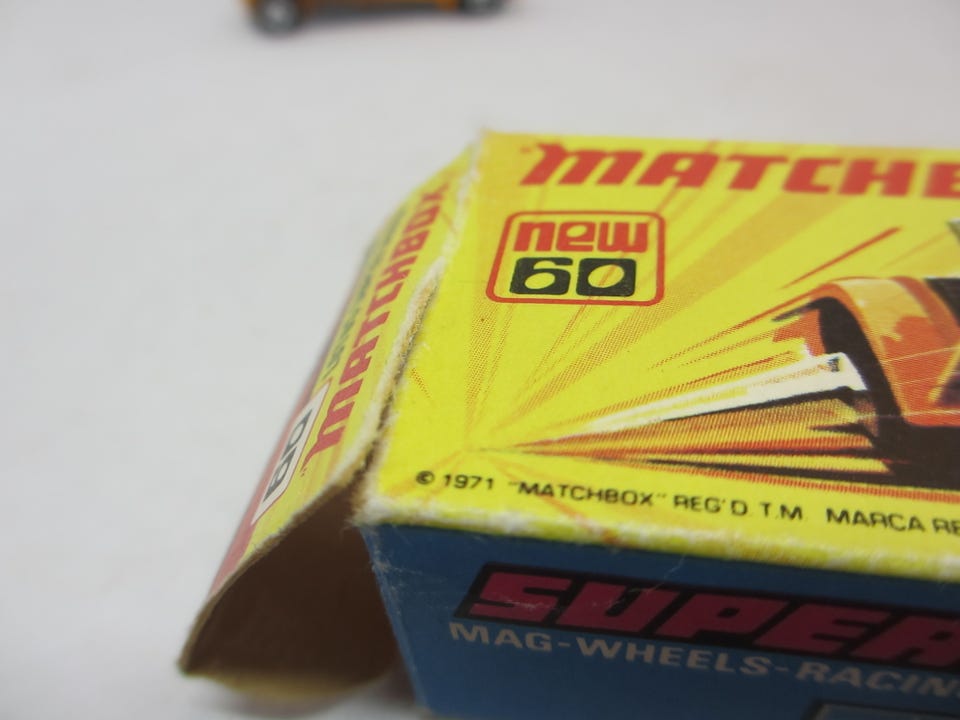 "MATCHB
new
60
© 1971 "MATCHBOX" REG'D. T.M. MARCA RE
SUPER
MAG-WHEELS-RACIN
MATCHBOX
60